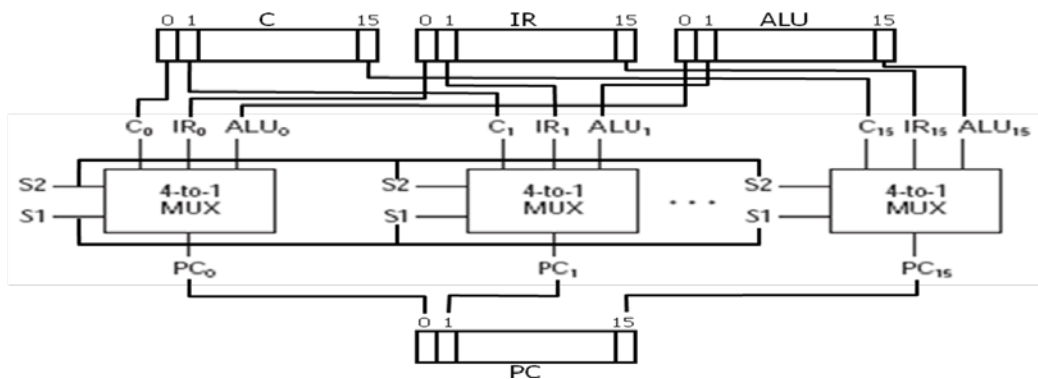 C IR ALU
0 1 15 0 1 15 0 1 15
C₀ IR₀ ALU₀ C₁ IR₁ ALU₁ C₁₅ IR₁₅ ALU₁₅
S2 4-to-1 S2 4-to-1 S2 4-to-1
S1 MUX S1 MUX ... S1 MUX
PC₀ PC₁ PC₁₅
0 1 15
PC